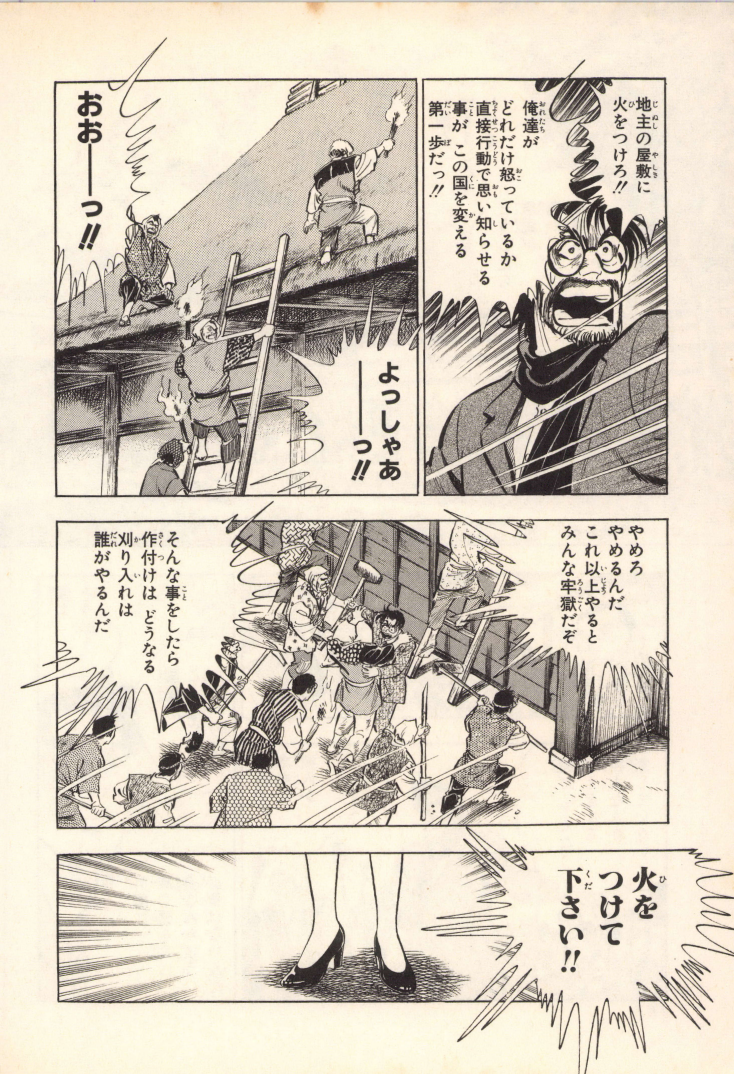 地主の屋敷に
火をつけろ!!
俺達が
どれだけ怒っているか
直接行動で思い知らせる
事が この国を変える
第一歩だっ!!
よっしゃあ
――っ!!
おお――っ!!
やめろ
やめるんだ
これ以上やると
みんな牢獄だぞ
そんな事をしたら
作付けは どうなる
刈り入れは
誰がやるんだ
火を
つけて
下さい!!